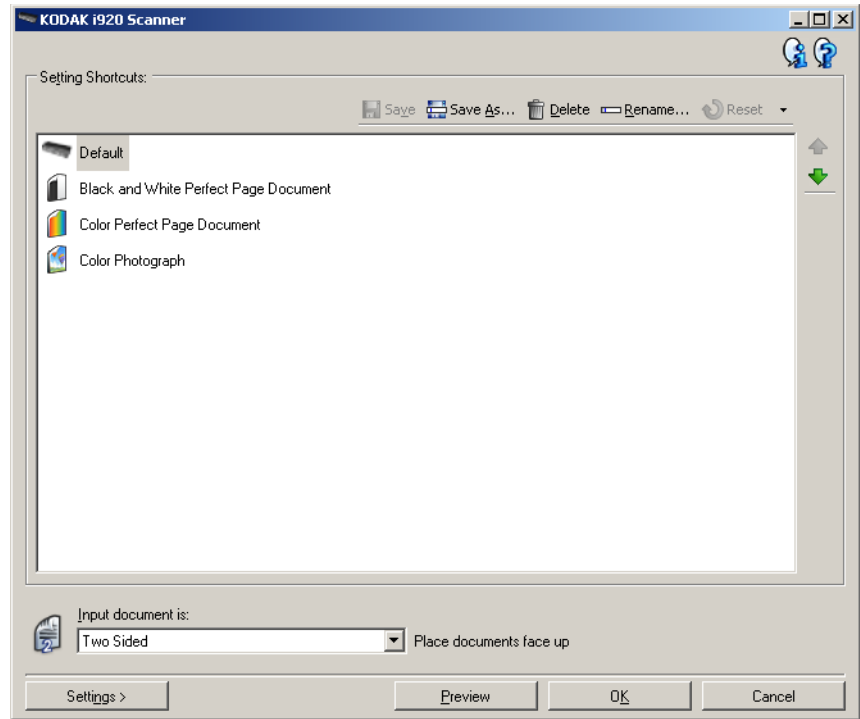 KODAK i920 Scanner
Setting Shortcuts:
Save Save As... Delete Rename... Reset
Default
Black and White Perfect Page Document
Color Perfect Page Document
Color Photograph
Input document is:
2 Two Sided Place documents face up
Settings > Preview OK Cancel